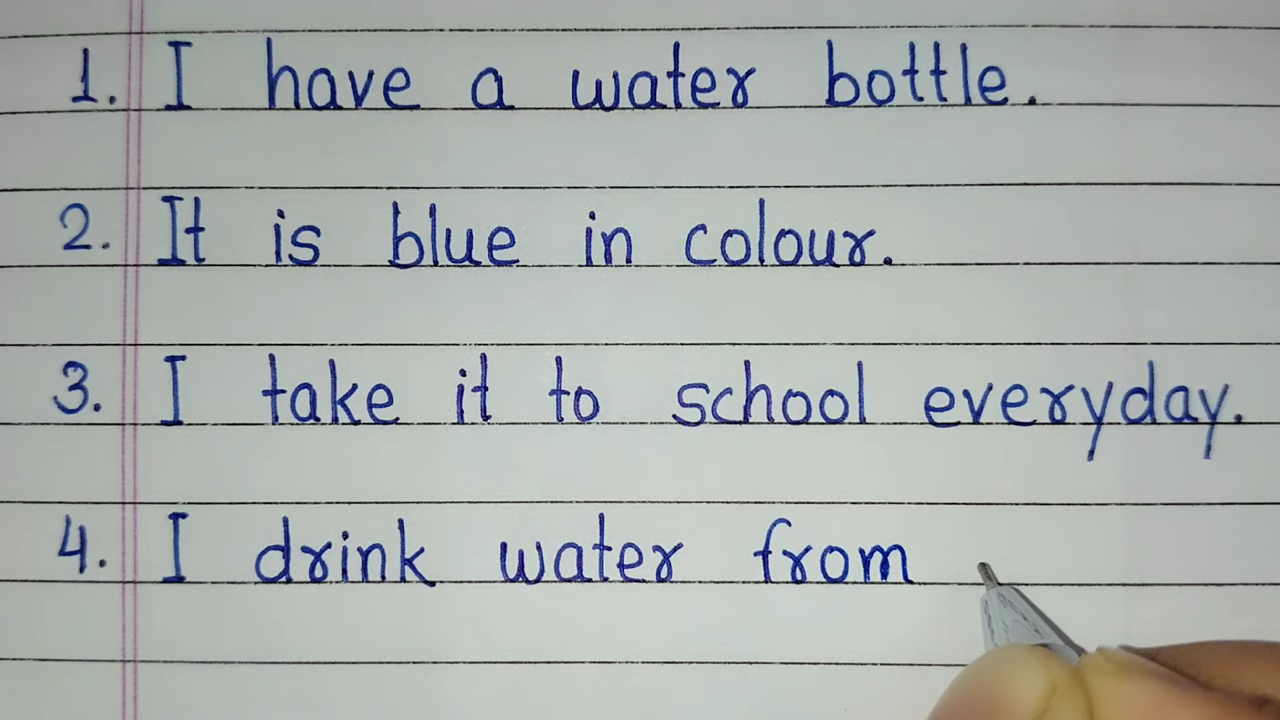 1. I have a water bottle.
2. It is blue in colour.
3. I take it to school everyday.
4. I drink water from